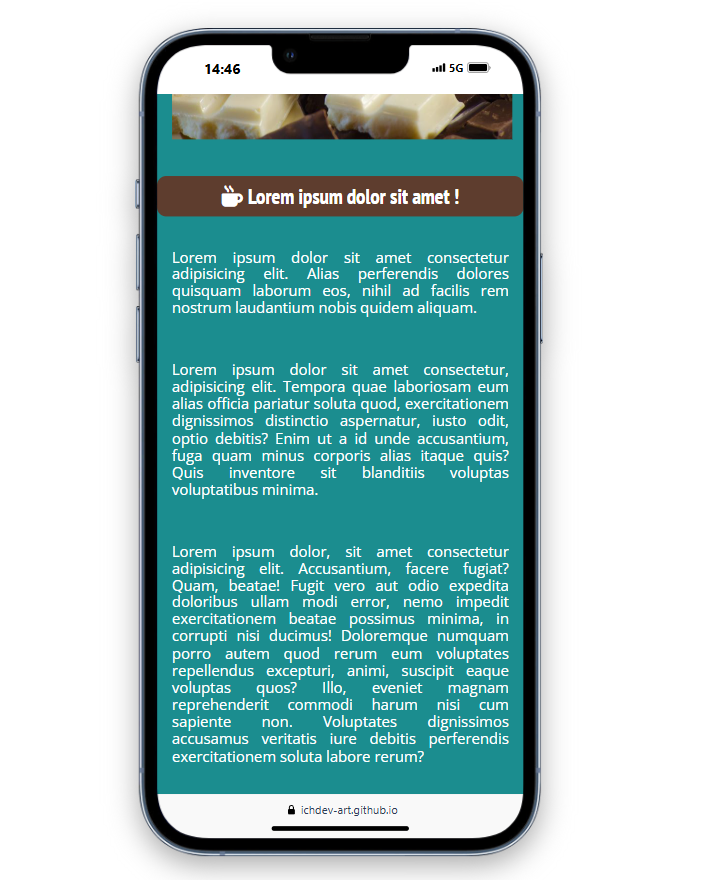 14:46
5G
Lorem ipsum dolor sit amet !
Lorem ipsum dolor sit amet consectetur
adipisicing elit. Alias perferendis dolores
quisquam laborum eos, nihil ad facilis rem
nostrum laudantium nobis quidem aliquam.
Lorem ipsum dolor sit amet consectetur,
adipisicing elit. Tempora quae laboriosam eum
alias officia pariatur soluta quod, exercitationem
dignissimos distinctio aspernatur, iusto odit,
optio debitis? Enim ut a id unde accusantium,
fuga quam minus corporis alias itaque quis?
Quis inventore sit blanditiis voluptas
voluptatibus minima.
Lorem ipsum dolor, sit amet consectetur
adipisicing elit. Accusantium, facere fugiat?
Quam, beatae! Fugit vero aut odio expedita
doloribus ullam modi error, nemo impedit
exercitationem beatae possimus minima, in
corrupti nisi ducimus! Doloremque numquam
porro autem quod rerum eum voluptates
repellendus excepturi, animi, suscipit eaque
voluptas quos? Illo, eveniet magnam
reprehenderit commodi harum nisi cum
sapiente non. Voluptates dignissimos
accusamus veritatis iure debitis perferendis
exercitationem soluta labore rerum?
ichdev-art.github.io